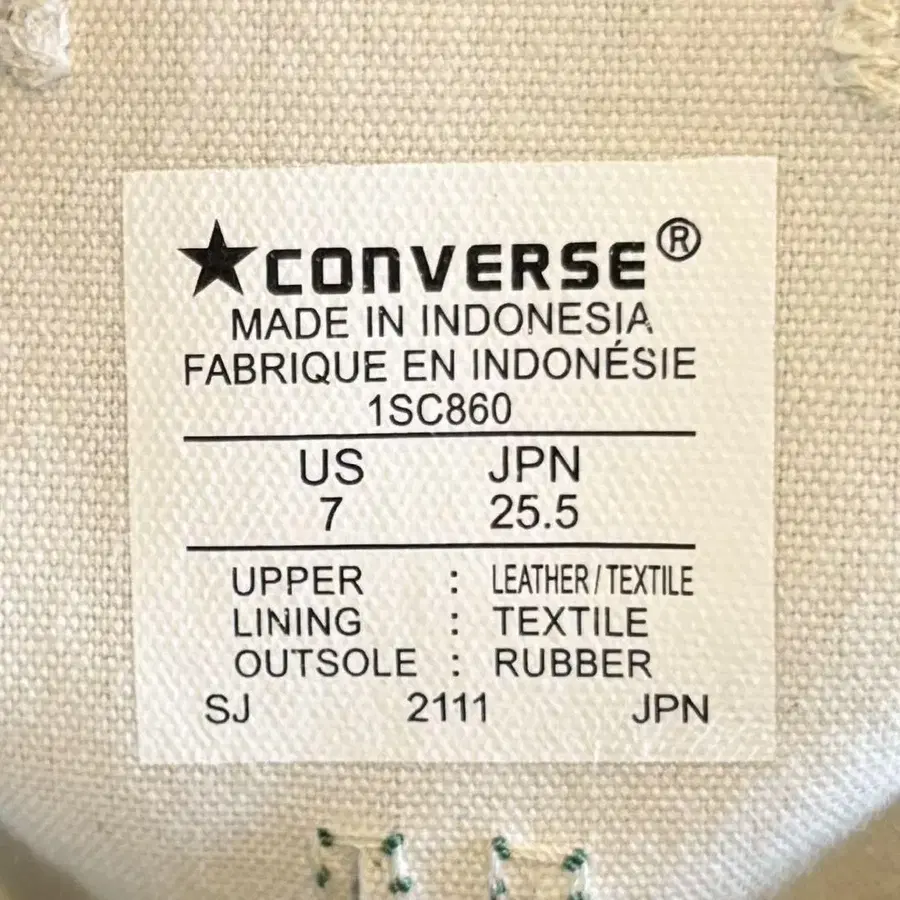 ★CONVERSE®
MADE IN INDONESIA
FABRIQUE EN INDONÉSIE
1SC860
US JPN
7 25.5
UPPER : LEATHER/TEXTILE
LINING : TEXTILE
OUTSOLE : RUBBER
SJ 2111 JPN